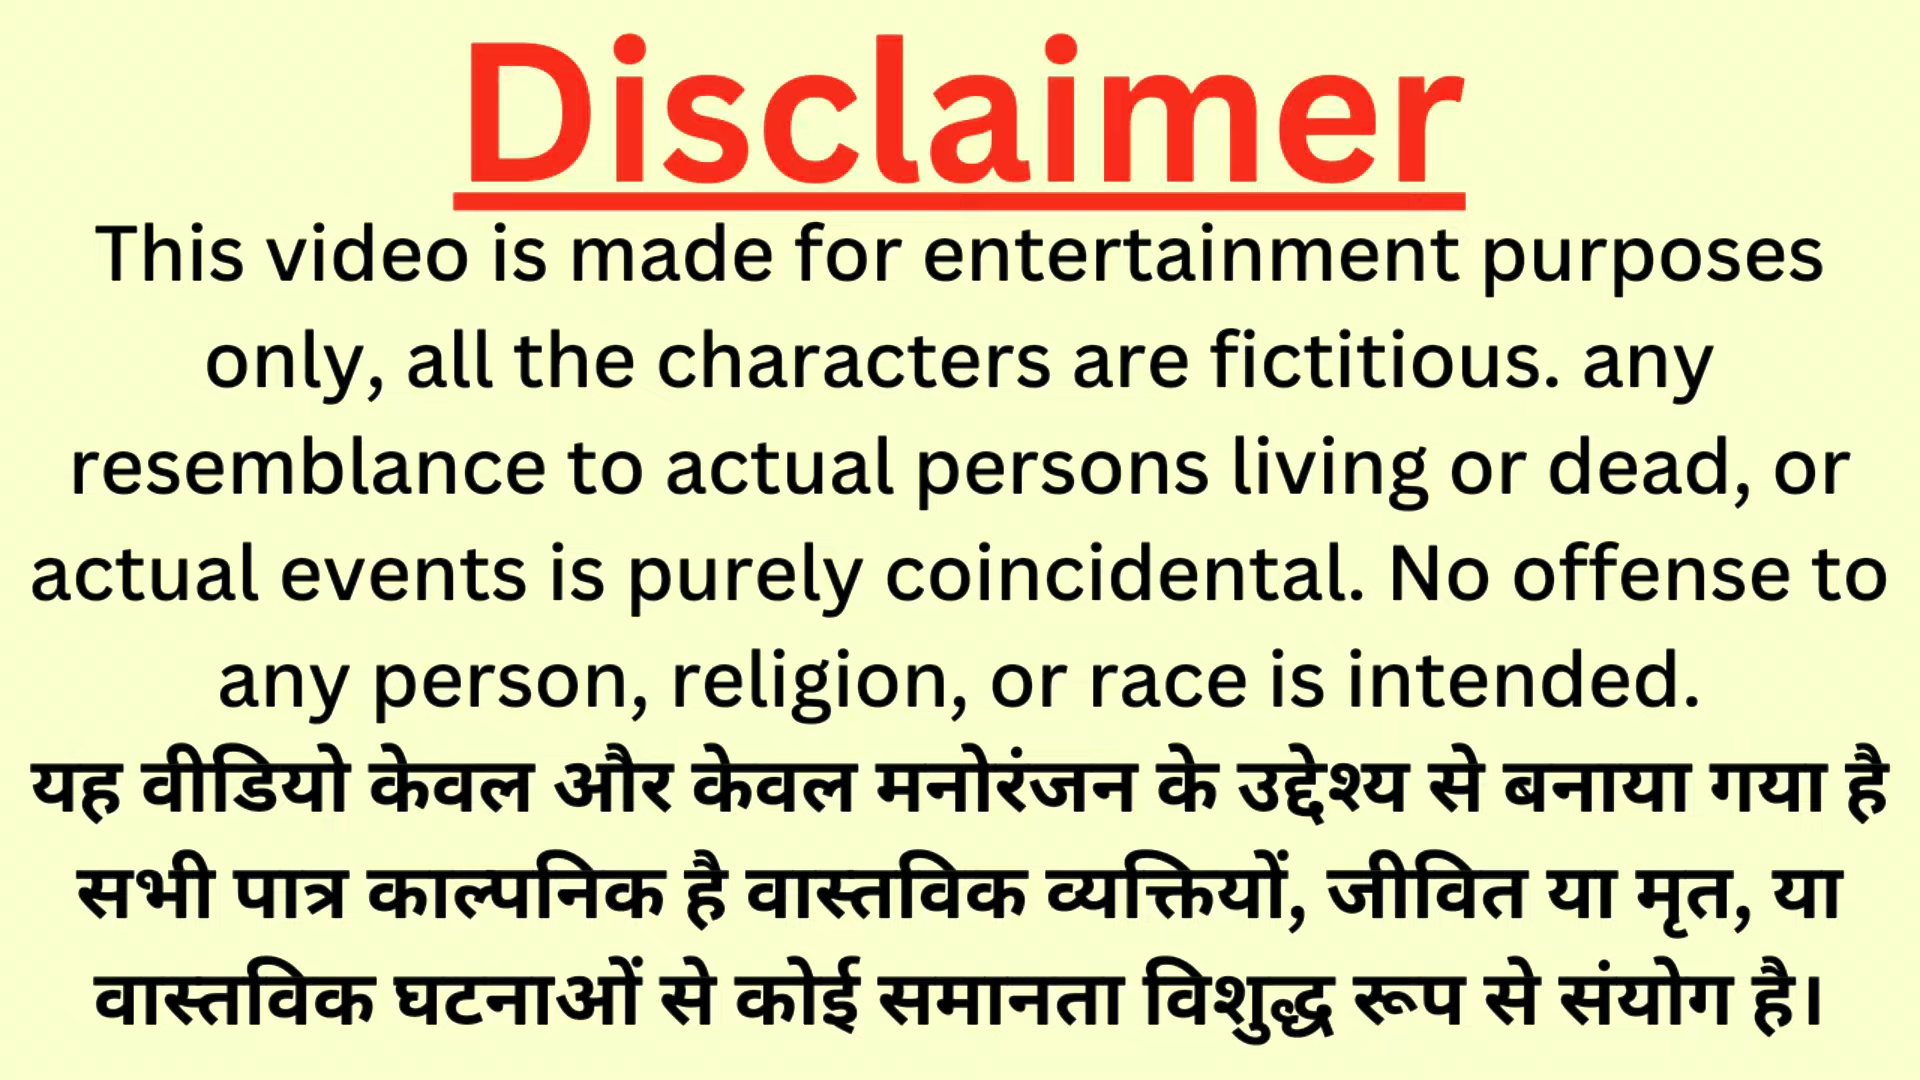 Disclaimer
This video is made for entertainment purposes
only, all the characters are fictitious. any
resemblance to actual persons living or dead, or
actual events is purely coincidental. No offense to
any person, religion, or race is intended.
यह वीडियो केवल और केवल मनोरंजन के उद्देश्य से बनाया गया है
सभी पात्र काल्पनिक है वास्तविक व्यक्तियों, जीवित या मृत, या
वास्तविक घटनाओं से कोई समानता विशुद्ध रूप से संयोग है।